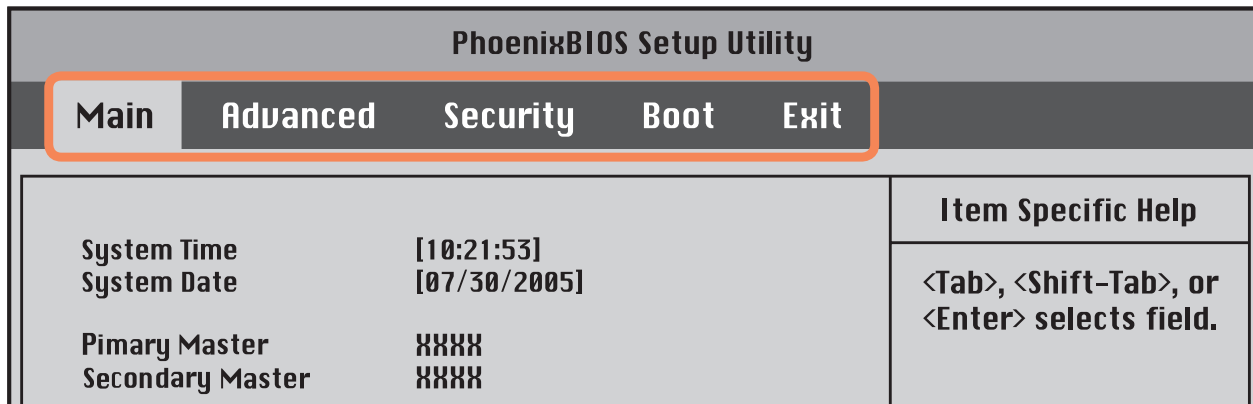 PhoenixBIOS Setup Utility
Main Advanced Security Boot Exit
Item Specific Help
System Time [10:21:53]
System Date [07/30/2005]
<Tab>, <Shift-Tab>, or
<Enter> selects field.
Pimary Master XXXX
Secondary Master XXXX